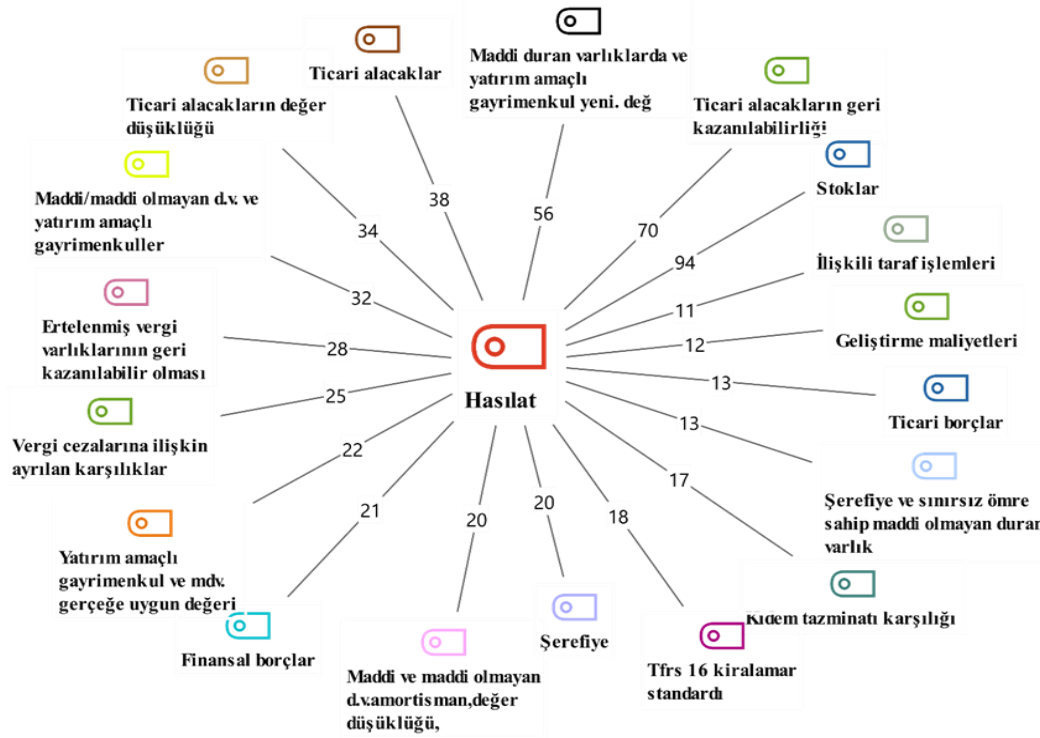 Ticari alacaklar
Maddi duran varlıklarda ve
yatırım amaçlı
gayrimenkul yeni. değ
Ticari alacakların değer
düşüklüğü
Ticari alacakların geri
kazanılabilirliği
Stoklar
Maddi/maddi olmayan d.v. ve
yatırım amaçlı
gayrimenkuller
İlişkili taraf işlemleri
Ertelenmiş vergi
varlıklarının geri
kazanılabilir olması
Geliştirme maliyetleri
Vergi cezalarına ilişkin
ayrılan karşılıklar
Ticari borçlar
Yatırım amaçlı
gayrimenkul ve mdv.
gerçeğe uygun değeri
Şerefiye ve sınırsız ömre
sahip maddi olmayan duran
varlık
Finansal borçlar
Kıdem tazminatı karşılığı
Maddi ve maddi olmayan
d.v.amortisman,değer
düşüklüğü,
Şerefiye
Tfrs 16 kiralamar
standardı
Hasılat
38
56
70
34
94
32
11
28
12
25
13
22
13
21
17
20
20
18